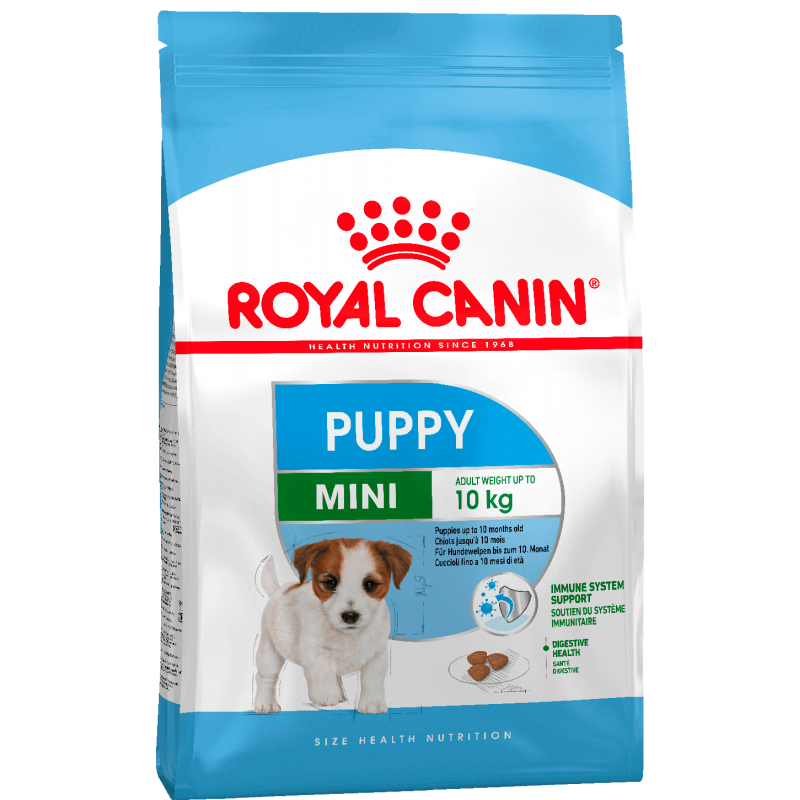 ROYAL CANIN®
HEALTH NUTRITION SINCE 1968
PUPPY
MINI
ADULT WEIGHT UP TO
10 kg
Puppies up to 10 months old
Chiots jusqu'à 10 mois
Für Hundewelpen bis zum 10. Monat
Cuccioli fino a 10 mesi di età
IMMUNE SYSTEM
SUPPORT
SOUTIEN DU SYSTÈME
IMMUNITAIRE
DIGESTIVE
HEALTH
SANTÉ
DIGESTIVE
SIZE HEALTH NUTRITION